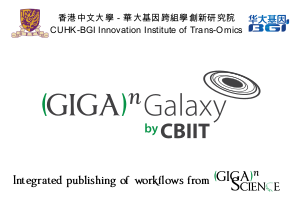 香港中文大學 - 華大基因跨組學創新研究院
CUHK-BGI Innovation Institute of Trans-Omics
华大基因
BGI
(GIGA)n Galaxy
by CBIIT
Integrated publishing of workflows from (GIGA)n SCIENCE